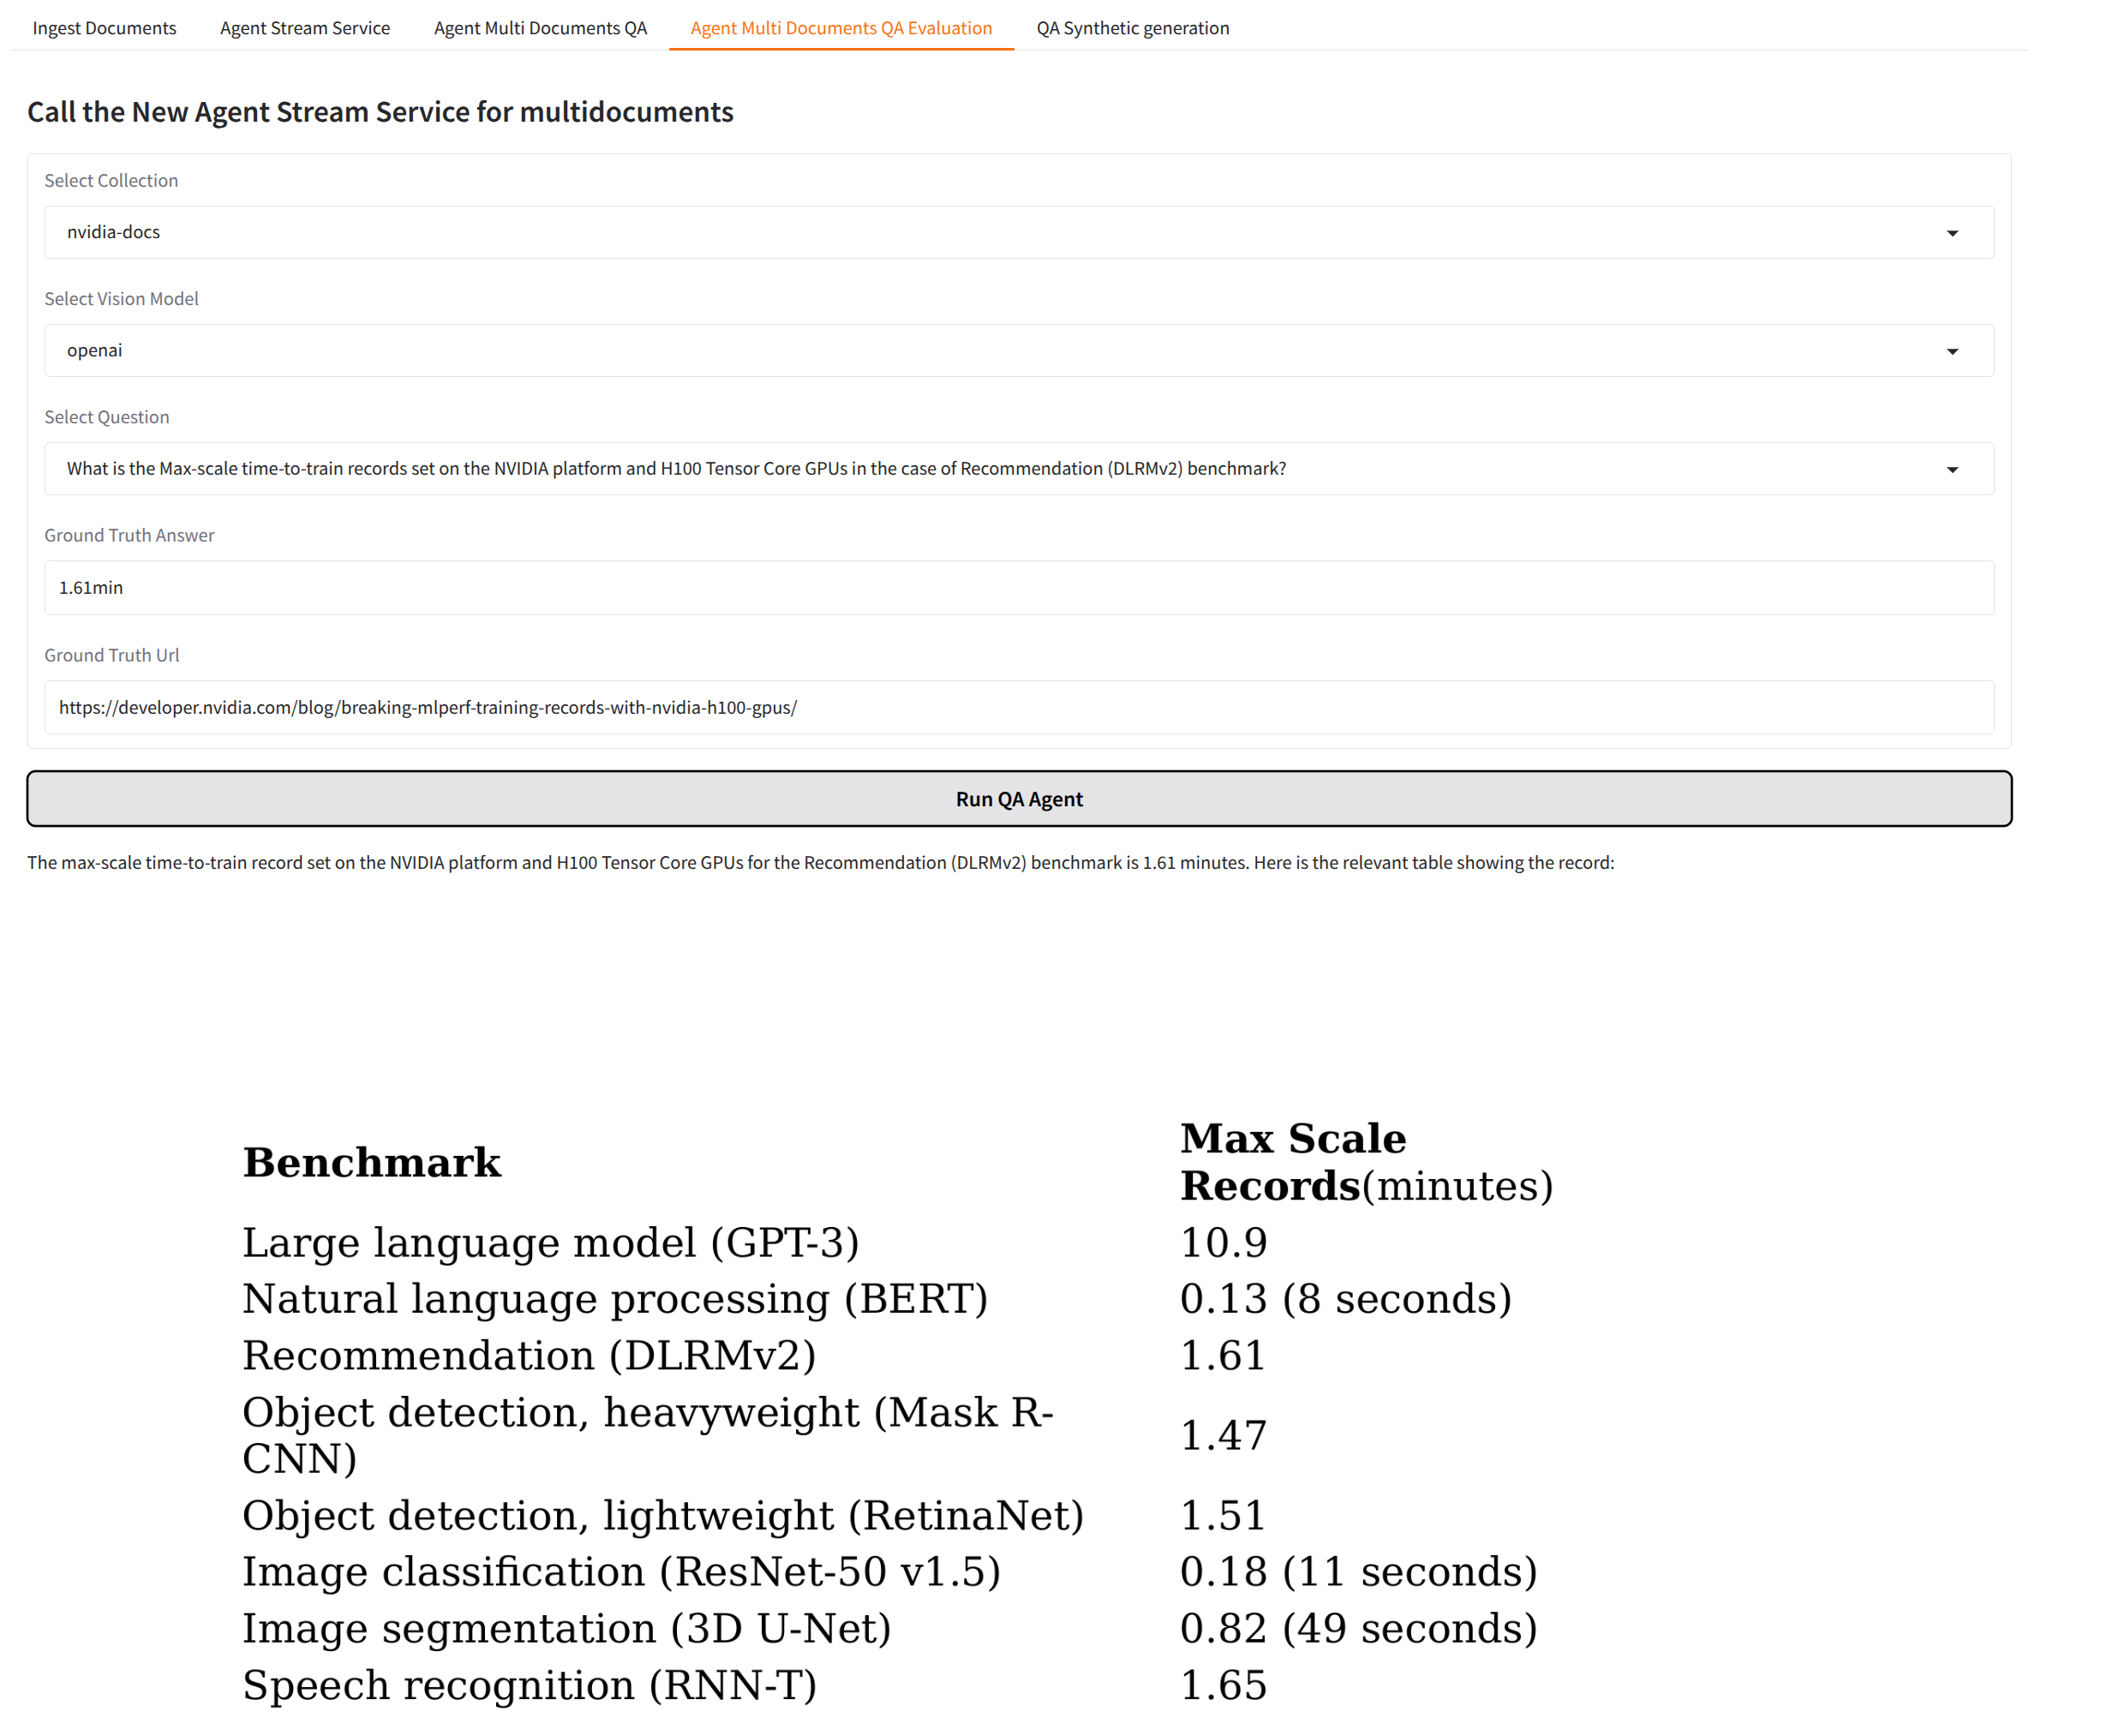 Ingest Documents Agent Stream Service Agent Multi Documents QA Agent Multi Documents QA Evaluation QA Synthetic generation
Call the New Agent Stream Service for multidocuments
Select Collection
nvidia-docs
Select Vision Model
openai
Select Question
What is the Max-scale time-to-train records set on the NVIDIA platform and H100 Tensor Core GPUs in the case of Recommendation (DLRMv2) benchmark?
Ground Truth Answer
1.61min
Ground Truth Url
https://developer.nvidia.com/blog/breaking-mlperf-training-records-with-nvidia-h100-gpus/
Run QA Agent
The max-scale time-to-train record set on the NVIDIA platform and H100 Tensor Core GPUs for the Recommendation (DLRMv2) benchmark is 1.61 minutes. Here is the relevant table showing the record:
Benchmark
Max Scale
Records(minutes)
Large language model (GPT-3) 10.9
Natural language processing (BERT) 0.13 (8 seconds)
Recommendation (DLRMv2) 1.61
Object detection, heavyweight (Mask R-
CNN)
1.47
Object detection, lightweight (RetinaNet) 1.51
Image classification (ResNet-50 v1.5) 0.18 (11 seconds)
Image segmentation (3D U-Net) 0.82 (49 seconds)
Speech recognition (RNN-T) 1.65